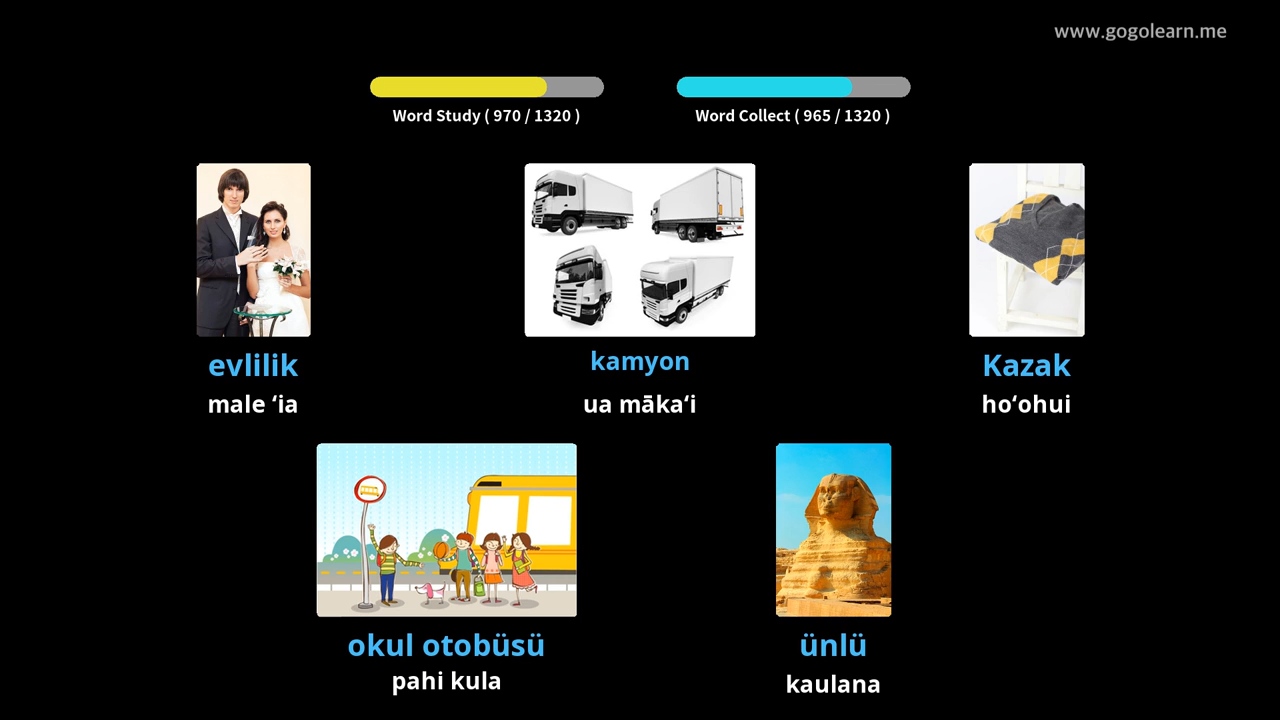 www.gogolearn.me
Word Study ( 970 / 1320 )
Word Collect ( 965 / 1320 )
evlilik
male ʻia
kamyon
ua mākaʻi
Kazak
hoʻohui
okul otobüsü
pahi kula
ünlü
kaulana